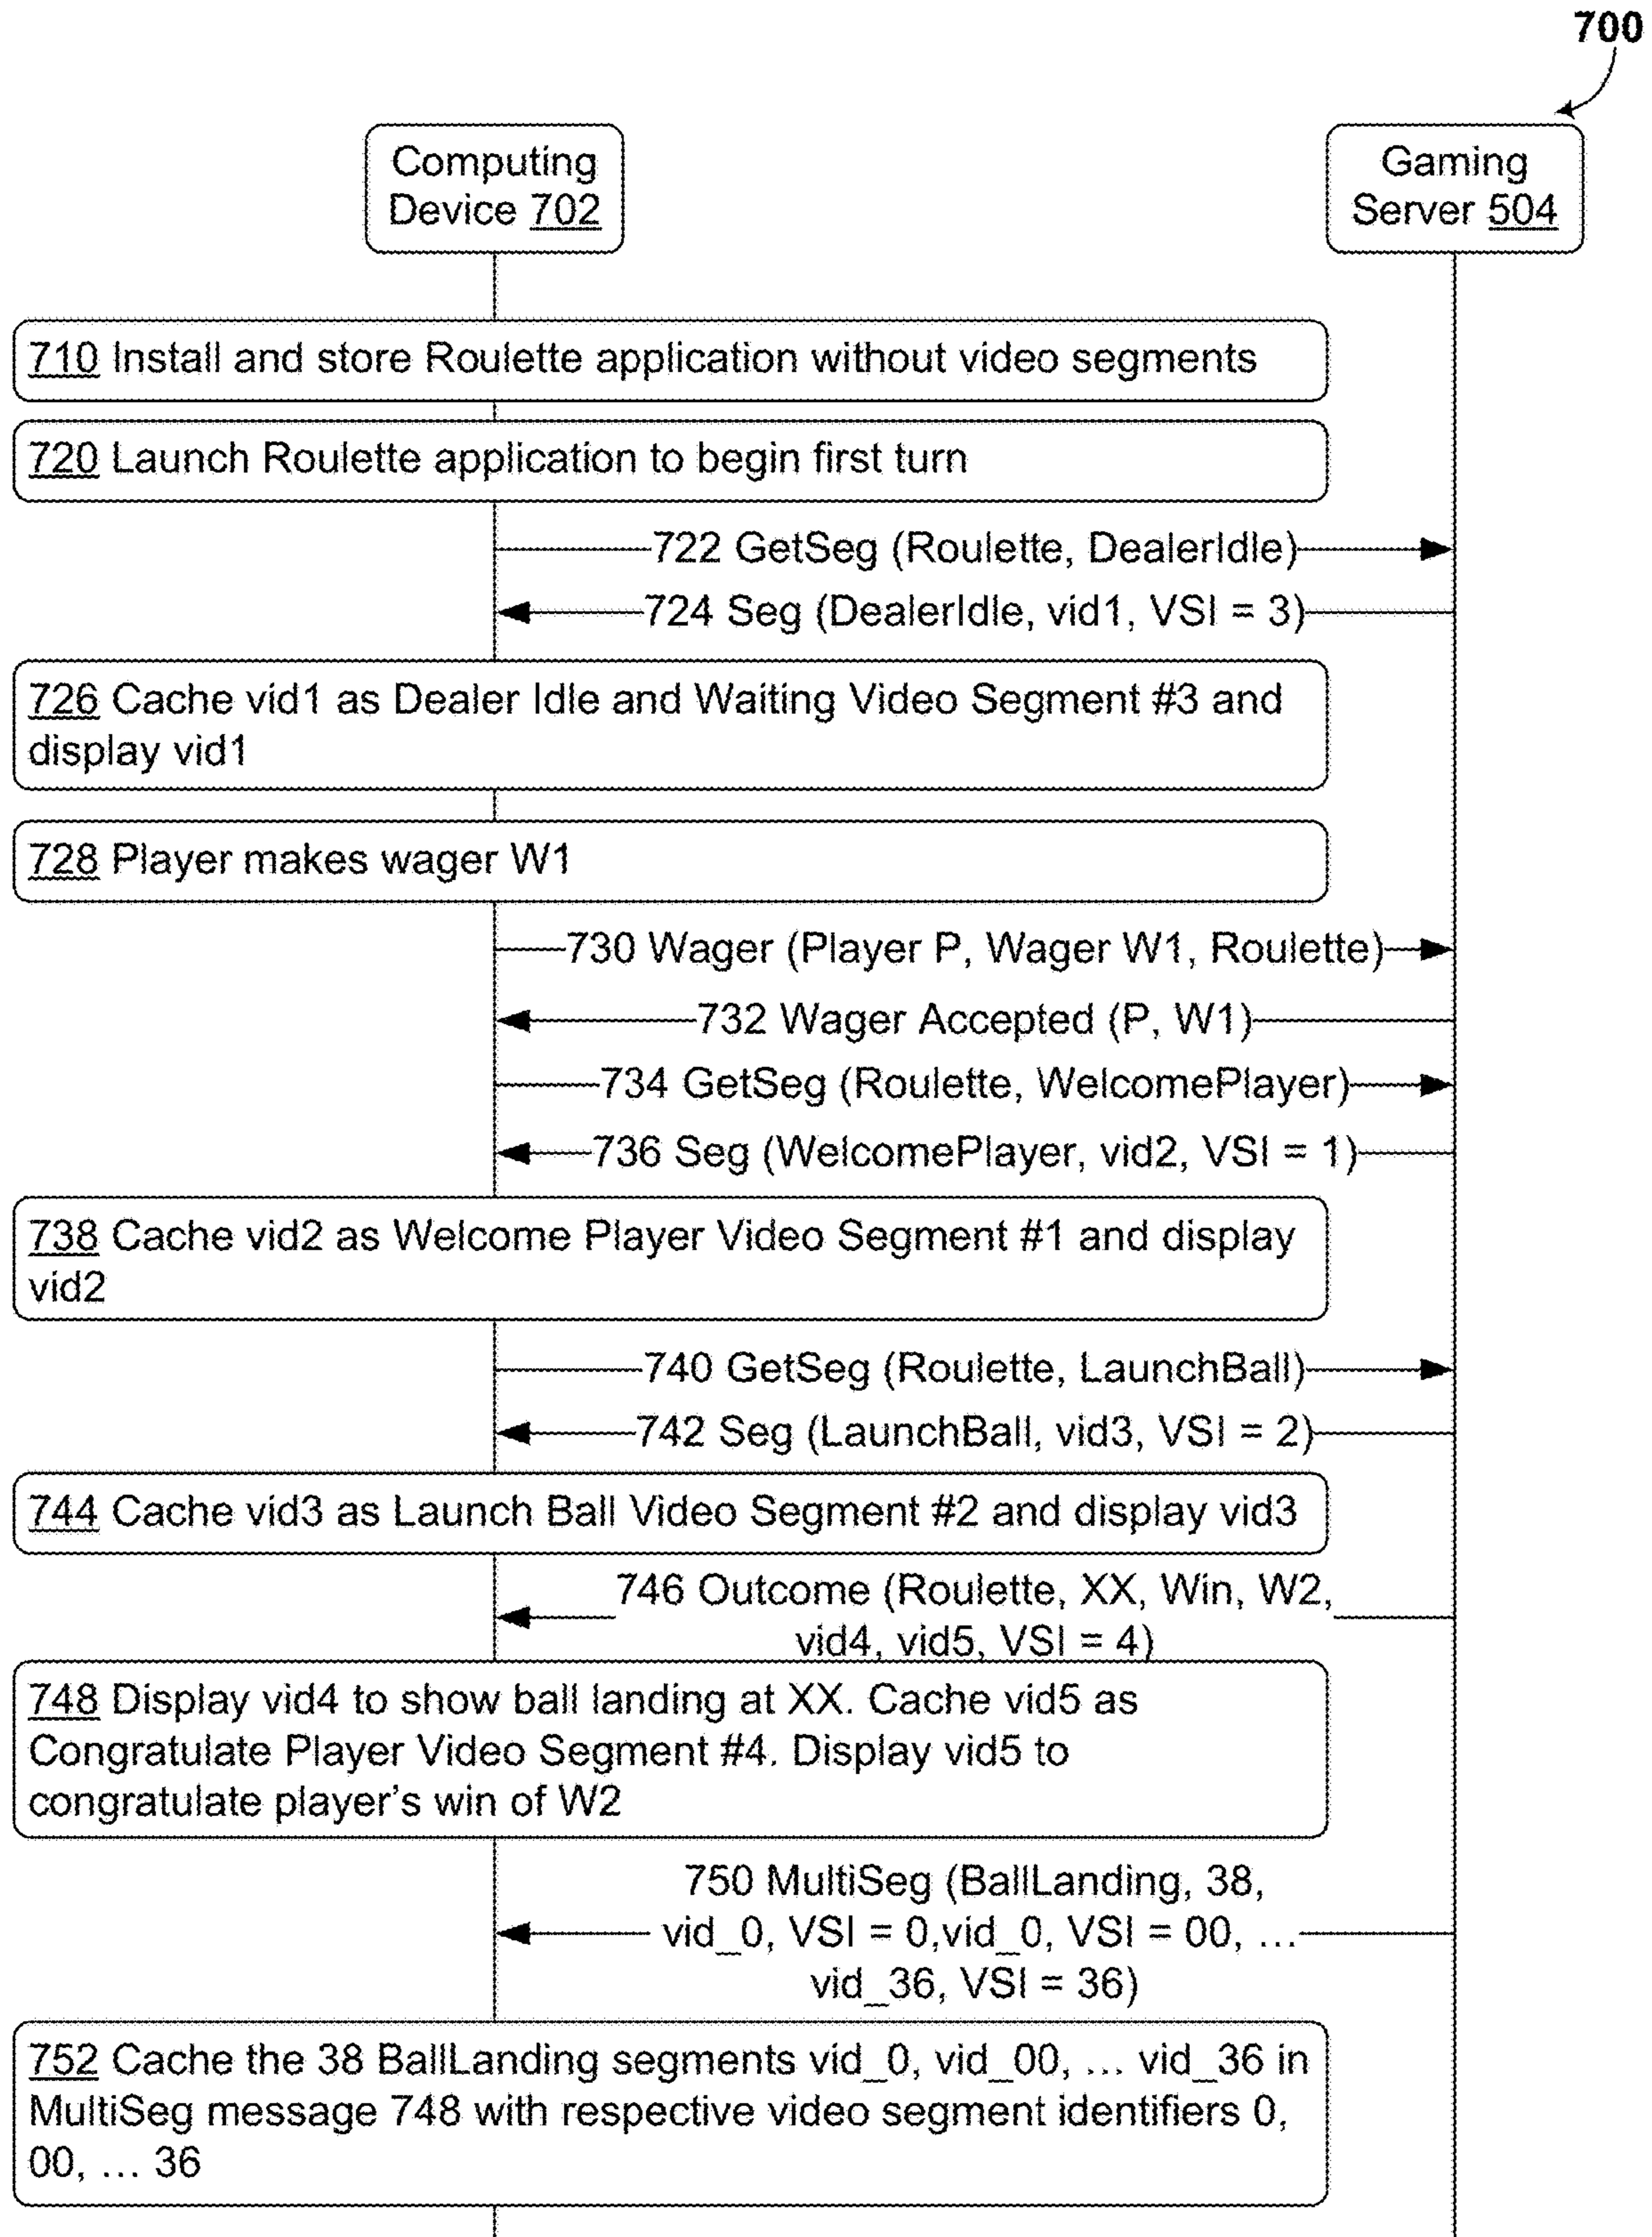 700
Computing
Device 702
Gaming
Server 504
710 Install and store Roulette application without video segments
720 Launch Roulette application to begin first turn
722 GetSeg (Roulette, DealerIdle)
724 Seg (DealerIdle, vid1, VSI = 3)
726 Cache vid1 as Dealer Idle and Waiting Video Segment #3 and
display vid1
728 Player makes wager W1
730 Wager (Player P, Wager W1, Roulette)
732 Wager Accepted (P, W1)
734 GetSeg (Roulette, WelcomePlayer)
736 Seg (WelcomePlayer, vid2, VSI = 1)
738 Cache vid2 as Welcome Player Video Segment #1 and display
vid2
740 GetSeg (Roulette, LaunchBall)
742 Seg (LaunchBall, vid3, VSI = 2)
744 Cache vid3 as Launch Ball Video Segment #2 and display vid3
746 Outcome (Roulette, XX, Win, W2,
vid4, vid5, VSI = 4)
748 Display vid4 to show ball landing at XX. Cache vid5 as
Congratulate Player Video Segment #4. Display vid5 to
congratulate player's win of W2
750 MultiSeg (BallLanding, 38,
vid_0, VSI = 0,vid_0, VSI = 00, ...
vid_36, VSI = 36)
752 Cache the 38 BallLanding segments vid_0, vid_00, ... vid_36 in
MultiSeg message 748 with respective video segment identifiers 0,
00, ... 36